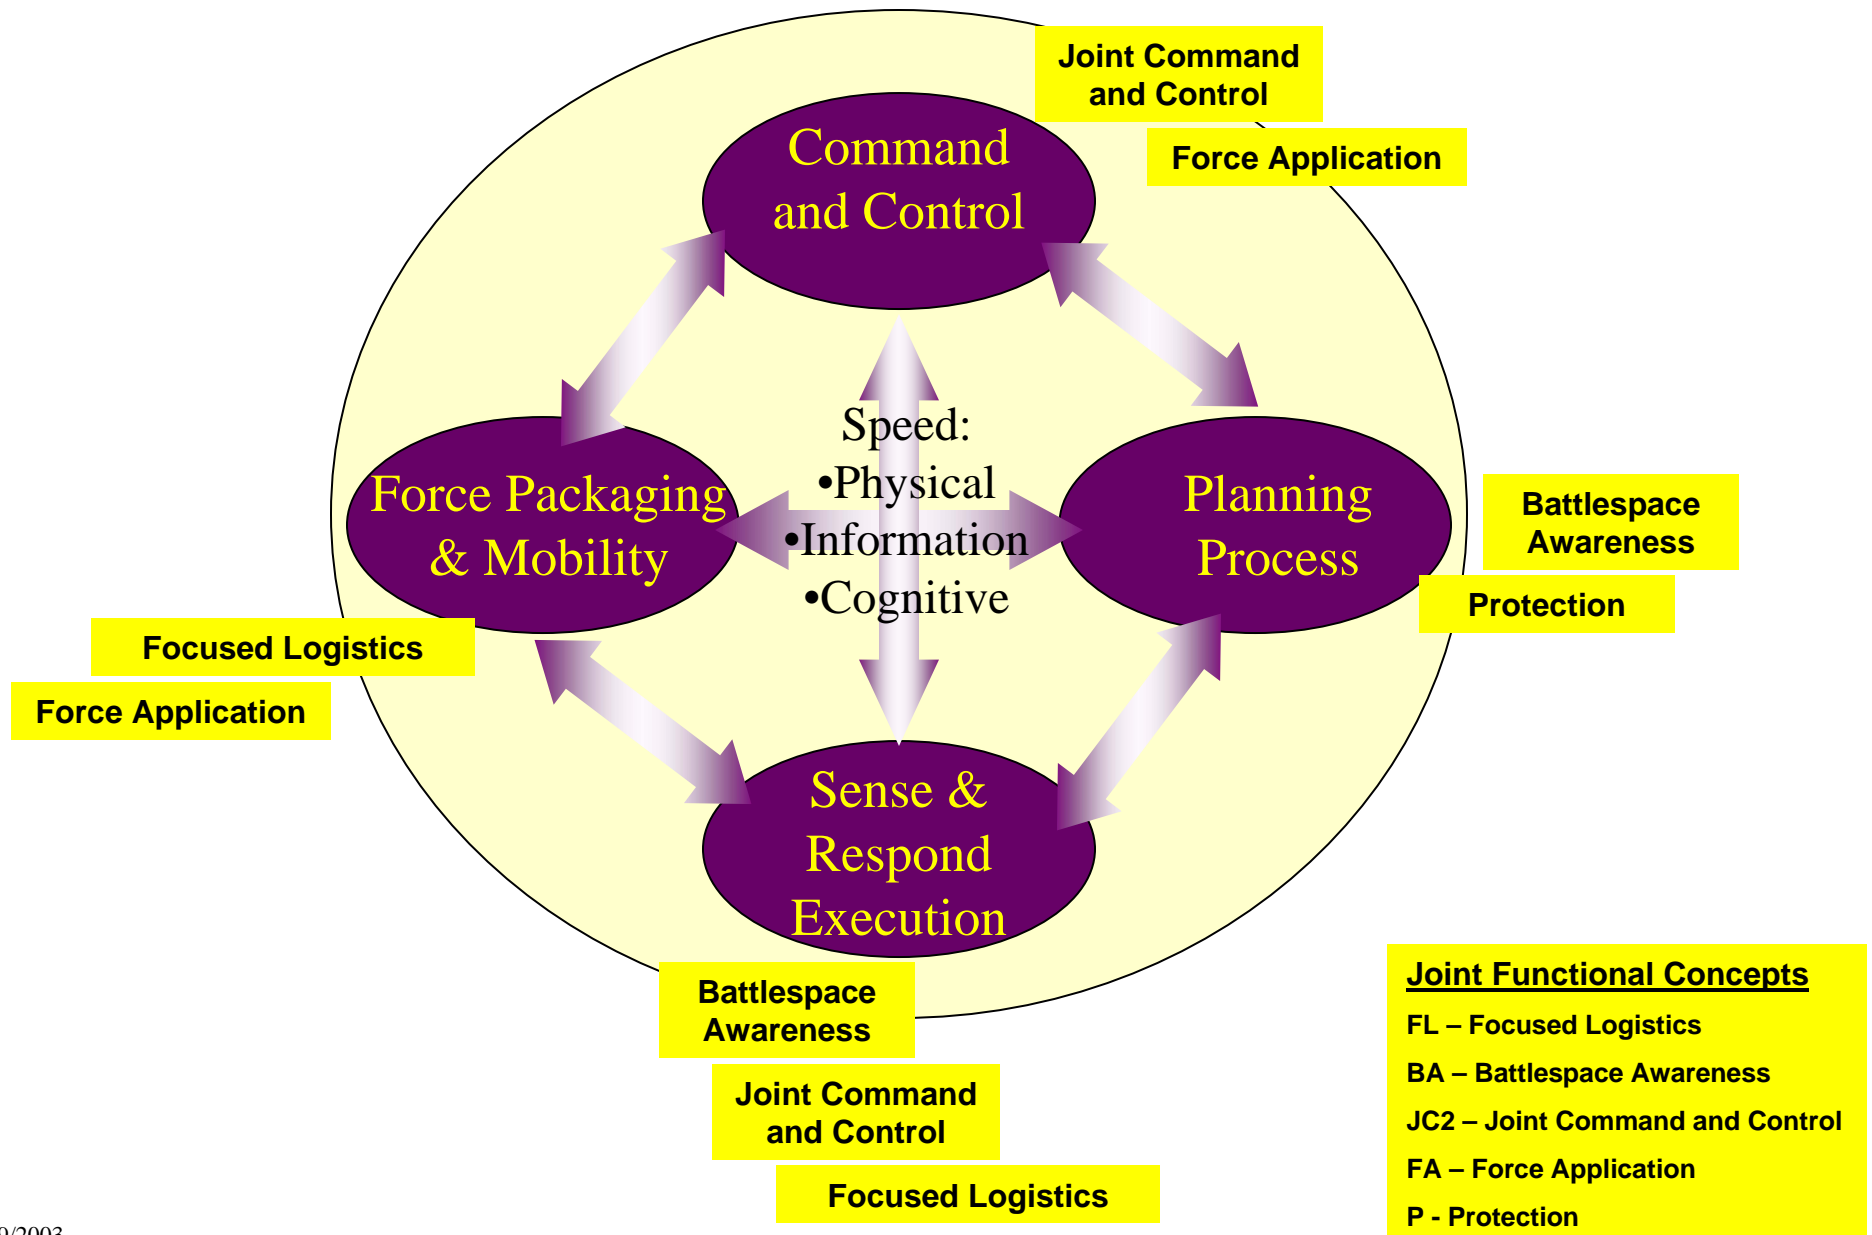 Joint Command
and Control
Force Application
Command
and Control
Speed:
•Physical
•Information
•Cognitive
Force Packaging
& Mobility
Planning
Process
Battlespace
Awareness
Protection
Focused Logistics
Force Application
Sense &
Respond
Execution
Battlespace
Awareness
Joint Command
and Control
Focused Logistics
Joint Functional Concepts
FL – Focused Logistics
BA – Battlespace Awareness
JC2 – Joint Command and Control
FA – Force Application
P - Protection
9/2003